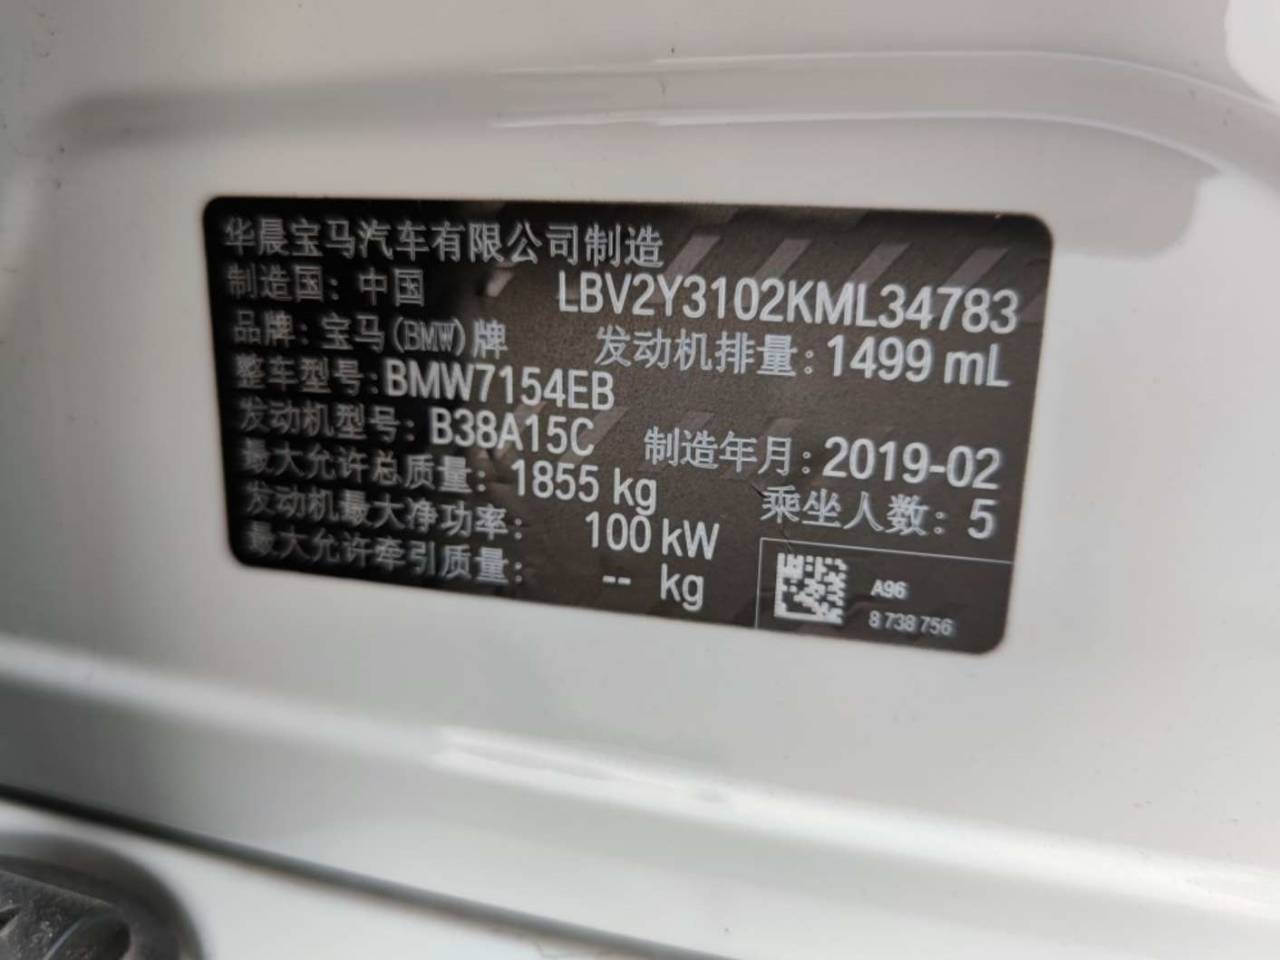 华晨宝马汽车有限公司制造
制造国：中国 LBV2Y3102KML34783
品牌：宝马(BMW)牌 发动机排量：1499 mL
整车型号：BMW7154EB
发动机型号：B38A15C 制造年月：2019-02
最大允许总质量：1855 kg 乘坐人数：5
发动机最大净功率：100 kW
最大允许牵引质量：-- kg
A96
8 738 756